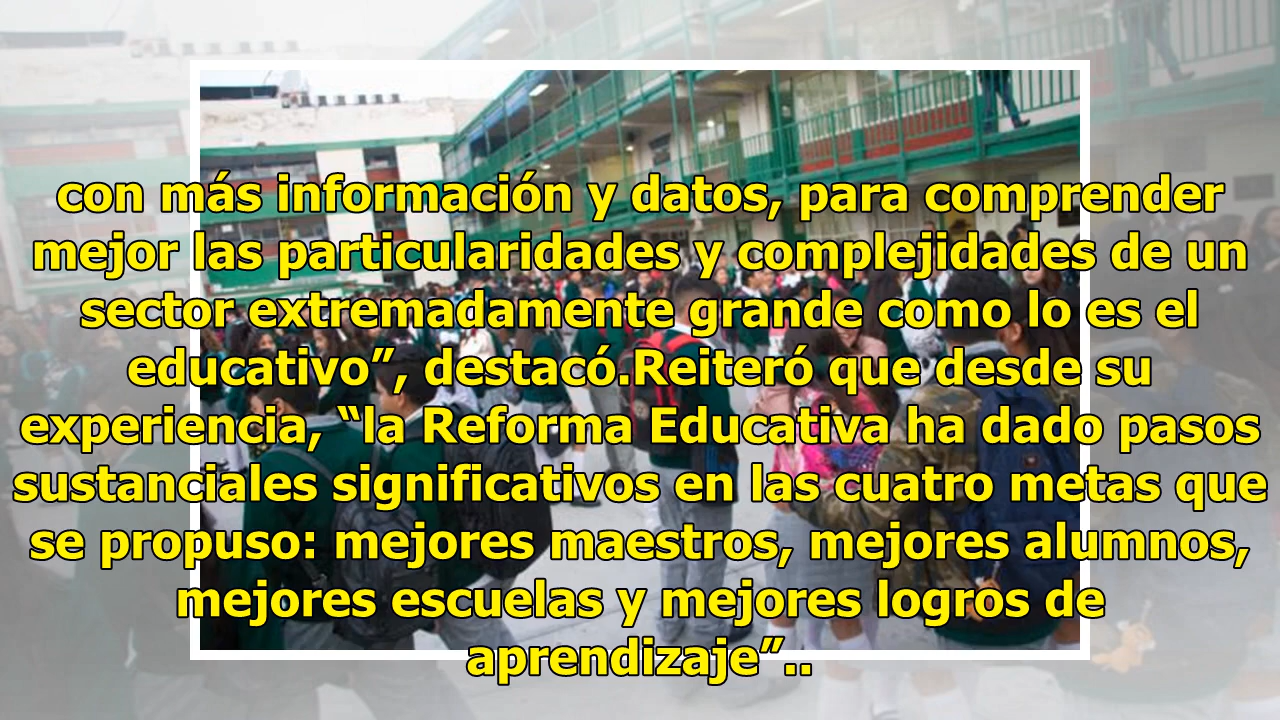 con más información y datos, para comprender
mejor las particularidades y complejidades de un
sector extremadamente grande como lo es el
educativo”, destacó.Reiteró que desde su
experiencia, “la Reforma Educativa ha dado pasos
sustanciales significativos en las cuatro metas que
se propuso: mejores maestros, mejores alumnos,
mejores escuelas y mejores logros de
aprendizaje”..